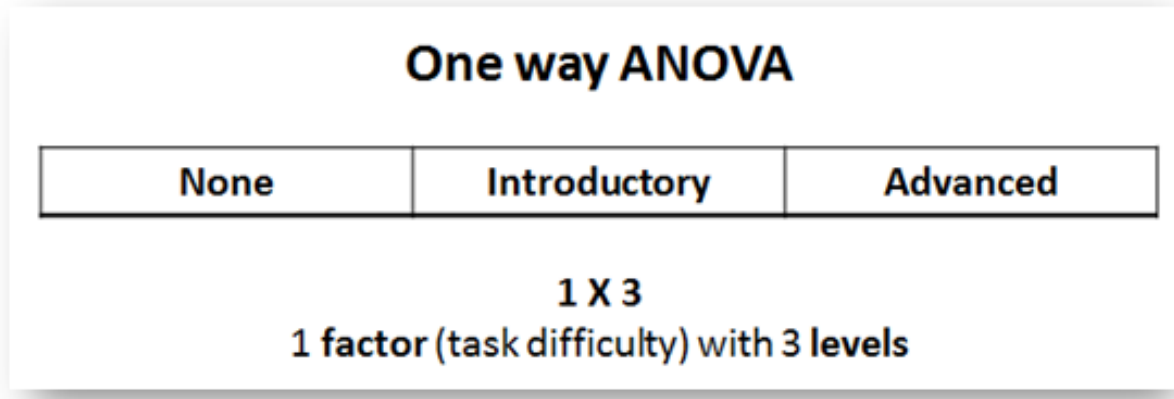 One way ANOVA
None Introductory Advanced
1 X 3
1 factor (task difficulty) with 3 levels